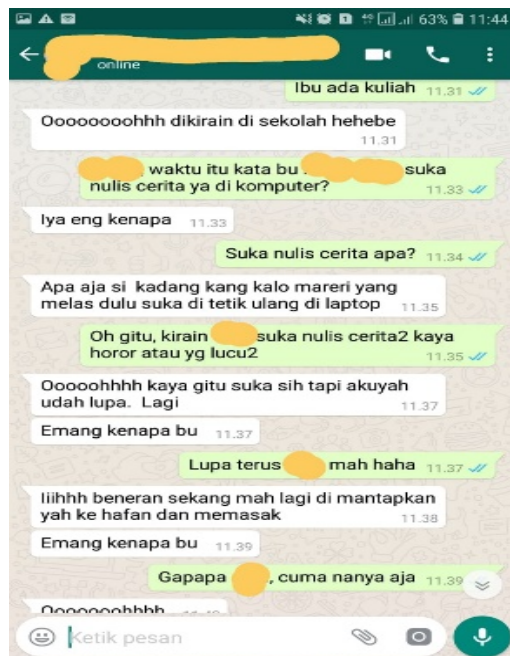 63% 11:44
online
Ibu ada kuliah 11.31
Ooooooooohhh dikirain di sekolah hehebe
11.31
waktu itu kata bu suka
nulis cerita ya di komputer? 11.33
Iya eng kenapa 11.33
Suka nulis cerita apa? 11.34
Apa aja si kadang kang kalo mareri yang
melas dulu suka di tetik ulang di laptop 11.35
Oh gitu, kirain suka nulis cerita2 kaya
horor atau yg lucu2 11.35
Ooooohhhh kaya gitu suka sih tapi akuyah
udah lupa. Lagi 11.37
Emang kenapa bu 11.37
Lupa terus mah haha 11.37
Iiihhh beneran sekang mah lagi di mantapkan
yah ke hafan dan memasak 11.38
Emang kenapa bu 11.39
Gapapa , cuma nanya aja 11.39
Ketik pesan